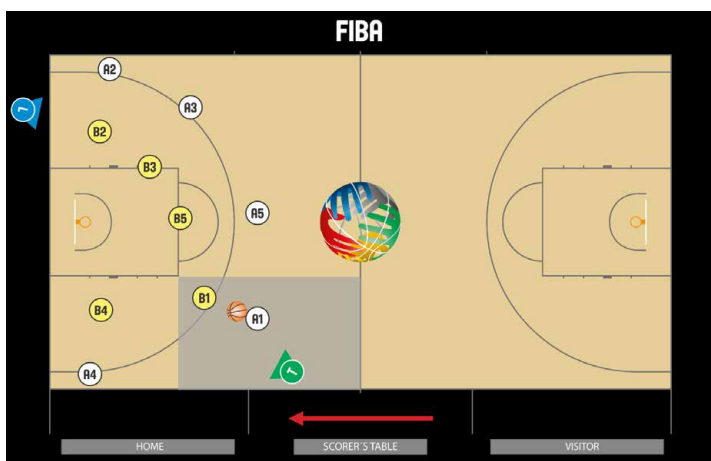 FIBA
A2
A3
L
B2
B3
B5
A5
B1
B4
A1
A4
T
HOME
SCORER'S TABLE
VISITOR